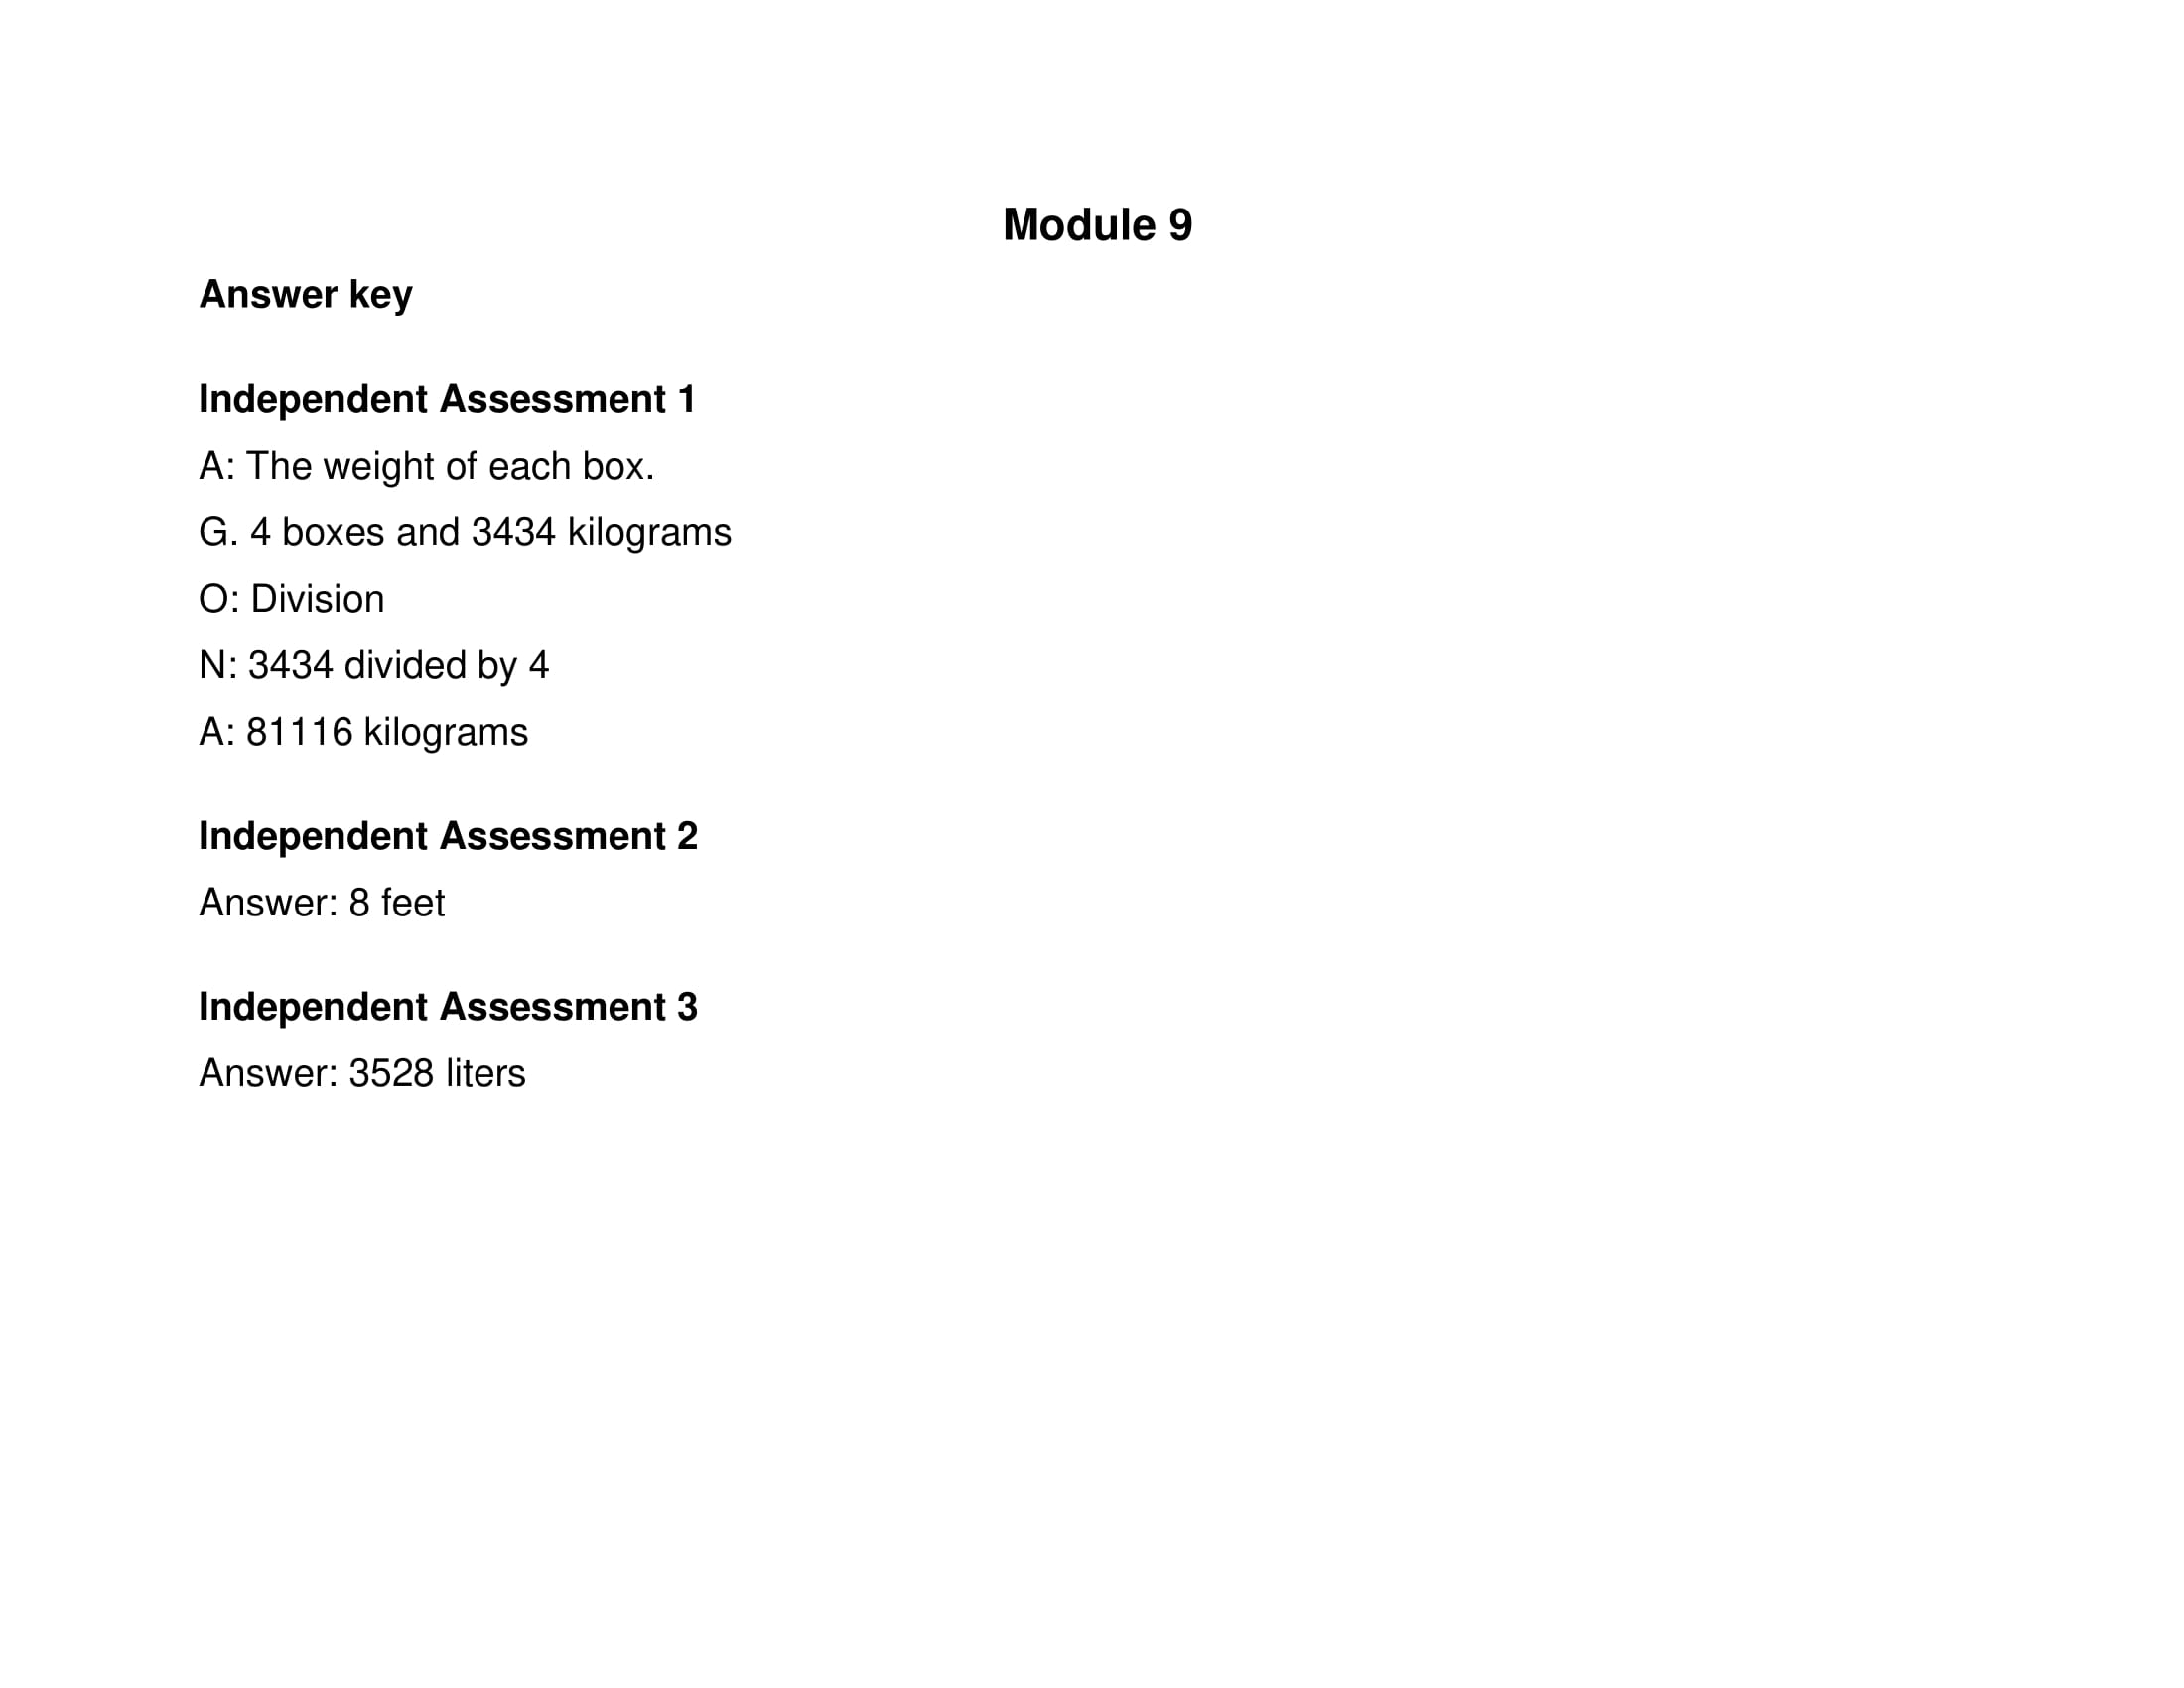 Module 9
Answer key
Independent Assessment 1
A: The weight of each box.
G. 4 boxes and 3434 kilograms
O: Division
N: 3434 divided by 4
A: 81116 kilograms
Independent Assessment 2
Answer: 8 feet
Independent Assessment 3
Answer: 3528 liters